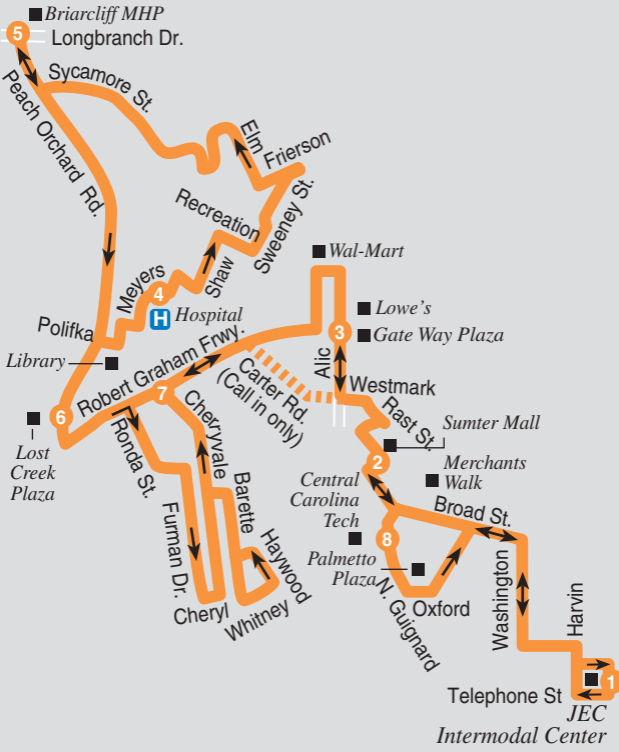 Briarcliff MHP
5
Longbranch Dr.
Sycamore St.
Peach Orchard Rd.
Elm
Frierson
Recreation
Sweeney St.
Shaw
Meyers
4
H Hospital
Polifka
Library
Wal-Mart
Lowe's
3
Gate Way Plaza
Alic
Westmark
Robert Graham Frwy.
Carter Rd.
(Call in only)
7
6
Lost
Creek
Plaza
Ronda St.
Cherryvale
Furman Dr.
Barette
Haywood
Cheryl
Whitney
Rast St.
Sumter Mall
2
Merchants
Walk
Central
Carolina
Tech
Broad St.
8
Palmetto
Plaza
N. Guignard
Oxford
Washington
Harvin
Telephone St
1
JEC
Intermodal Center